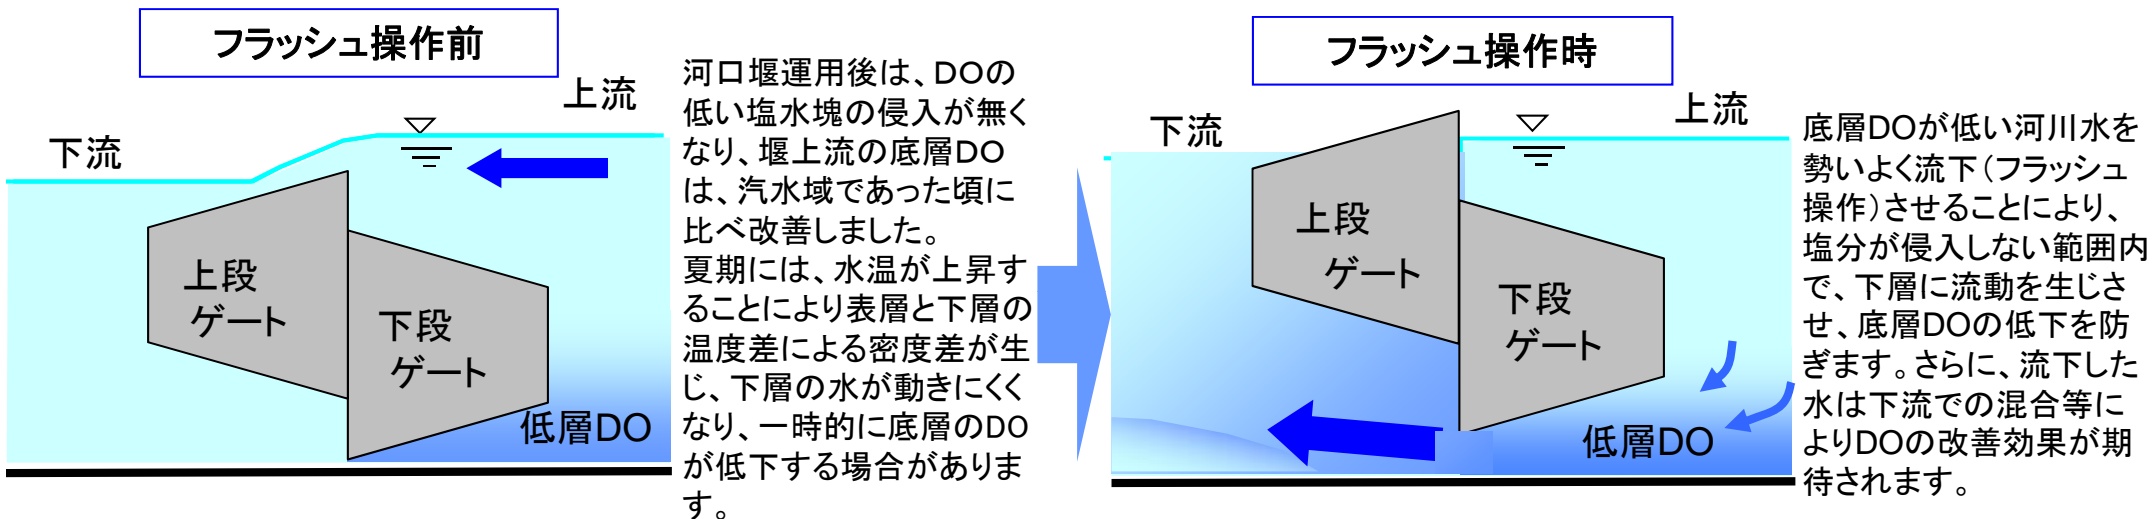 フラッシュ操作前
上流
下流
上段
ゲート
下段
ゲート
低層DO
河口堰運用後は、DOの
低い塩水塊の侵入が無く
なり、堰上流の底層DO
は、汽水域であった頃に
比べ改善しました。
夏期には、水温が上昇す
ることにより表層と下層の
温度差による密度差が生
じ、下層の水が動きにくく
なり、一時的に底層のDO
が低下する場合がありま
す。
フラッシュ操作時
下流
上流
上段
ゲート
下段
ゲート
低層DO
底層DOが低い河川水を
勢いよく流下（フラッシュ
操作）させることにより、
塩分が侵入しない範囲内
で、下層に流動を生じさ
せ、底層DOの低下を防
ぎます。さらに、流下した
水は下流での混合等に
よりDOの改善効果が期
待されます。